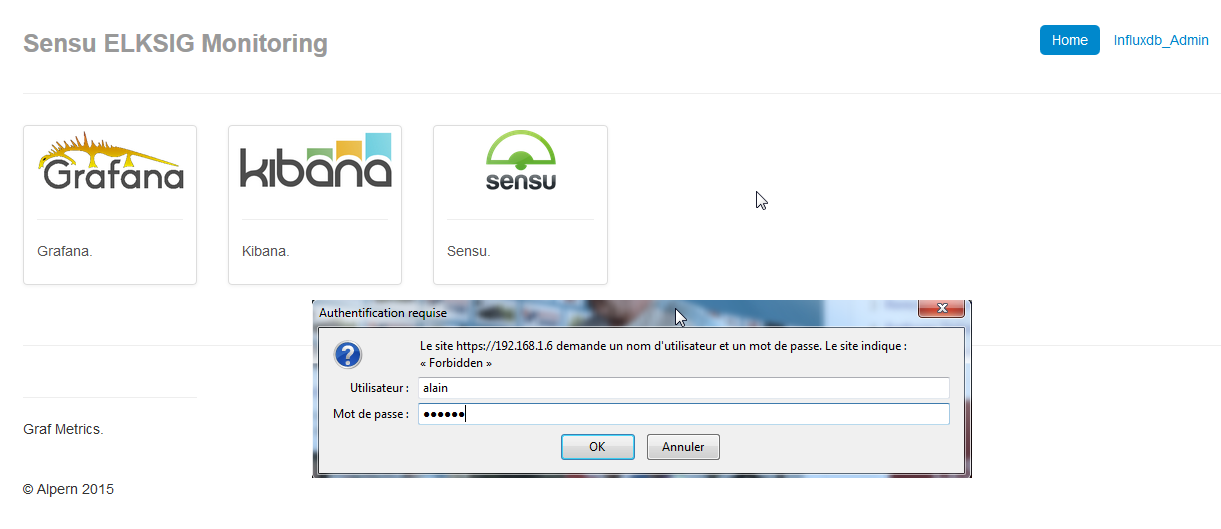 Sensu ELKSIG Monitoring
Home
Influxdb_Admin
Grafana
kibana
sensu
Grafana.
Kibana.
Sensu.
Authentification requise
Le site https://192.168.1.6 demande un nom d'utilisateur et un mot de passe. Le site indique :
« Forbidden »
Utilisateur : alain
Mot de passe : ●●●●●●
OK
Annuler
Graf Metrics.
© Alpern 2015